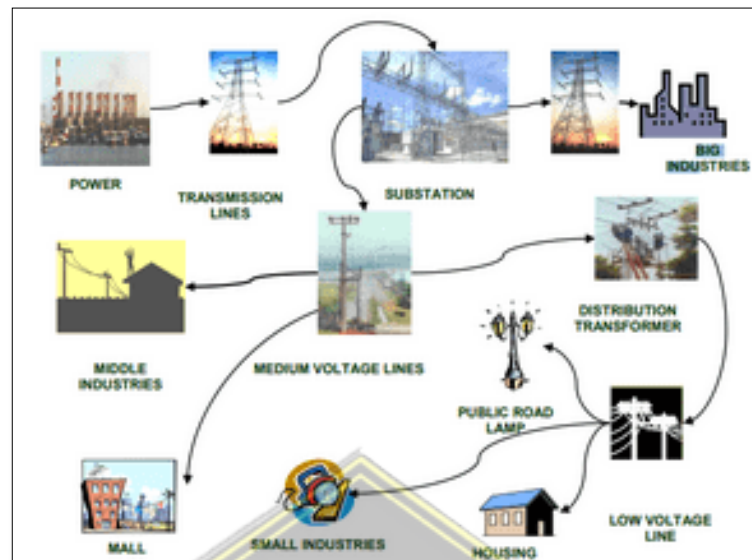 POWER
TRANSMISSION
LINES
SUBSTATION
BIG
INDUSTRIES
MIDDLE
INDUSTRIES
MEDIUM VOLTAGE LINES
DISTRIBUTION
TRANSFORMER
PUBLIC ROAD
LAMP
MALL
SMALL INDUSTRIES
HOUSING
LOW VOLTAGE
LINE